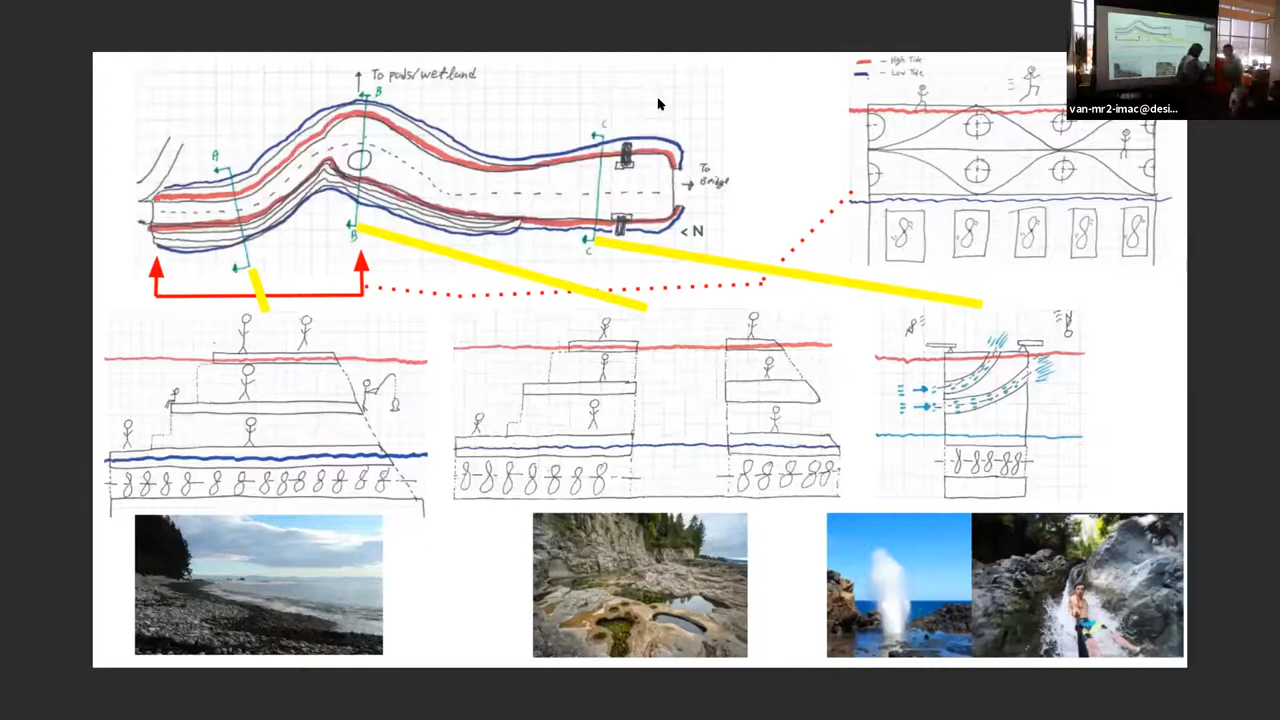 To pods/wetland
B
A
C
To
Bridge
< N
B
C
- High Tide
- Low Tide
van-mr2-imac@desi...